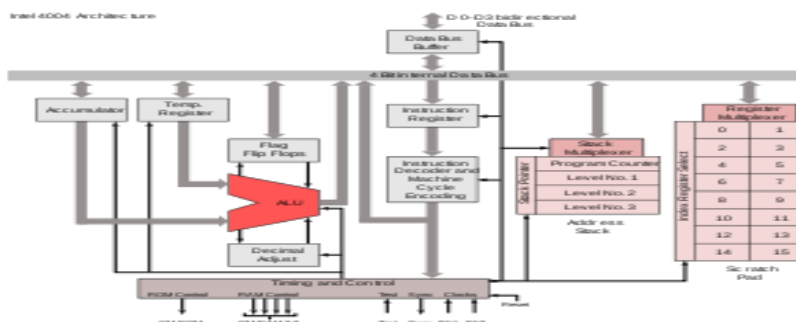 Intel 4004 Architecture
D0-D3 bidirectional
Data Bus
Data Bus
Buffer
4 Bit internal Data Bus
Accumulator
Temp.
Register
Flag
Flip Flops
ALU
Decimal
Adjust
Instruction
Register
Instruction
Decoder and
Machine
Cycle
Encoding
Stack
Multiplexer
Stack Pointer
Program Counter
Level No. 1
Level No. 2
Level No. 3
Address
Stack
Register
Multiplexer
Index Register Select
0 1
2 3
4 5
6 7
8 9
10 11
12 13
14 15
Scratch
Pad
Timing and Control
ROM Control RAM Control Test Sync Clocks
Reset